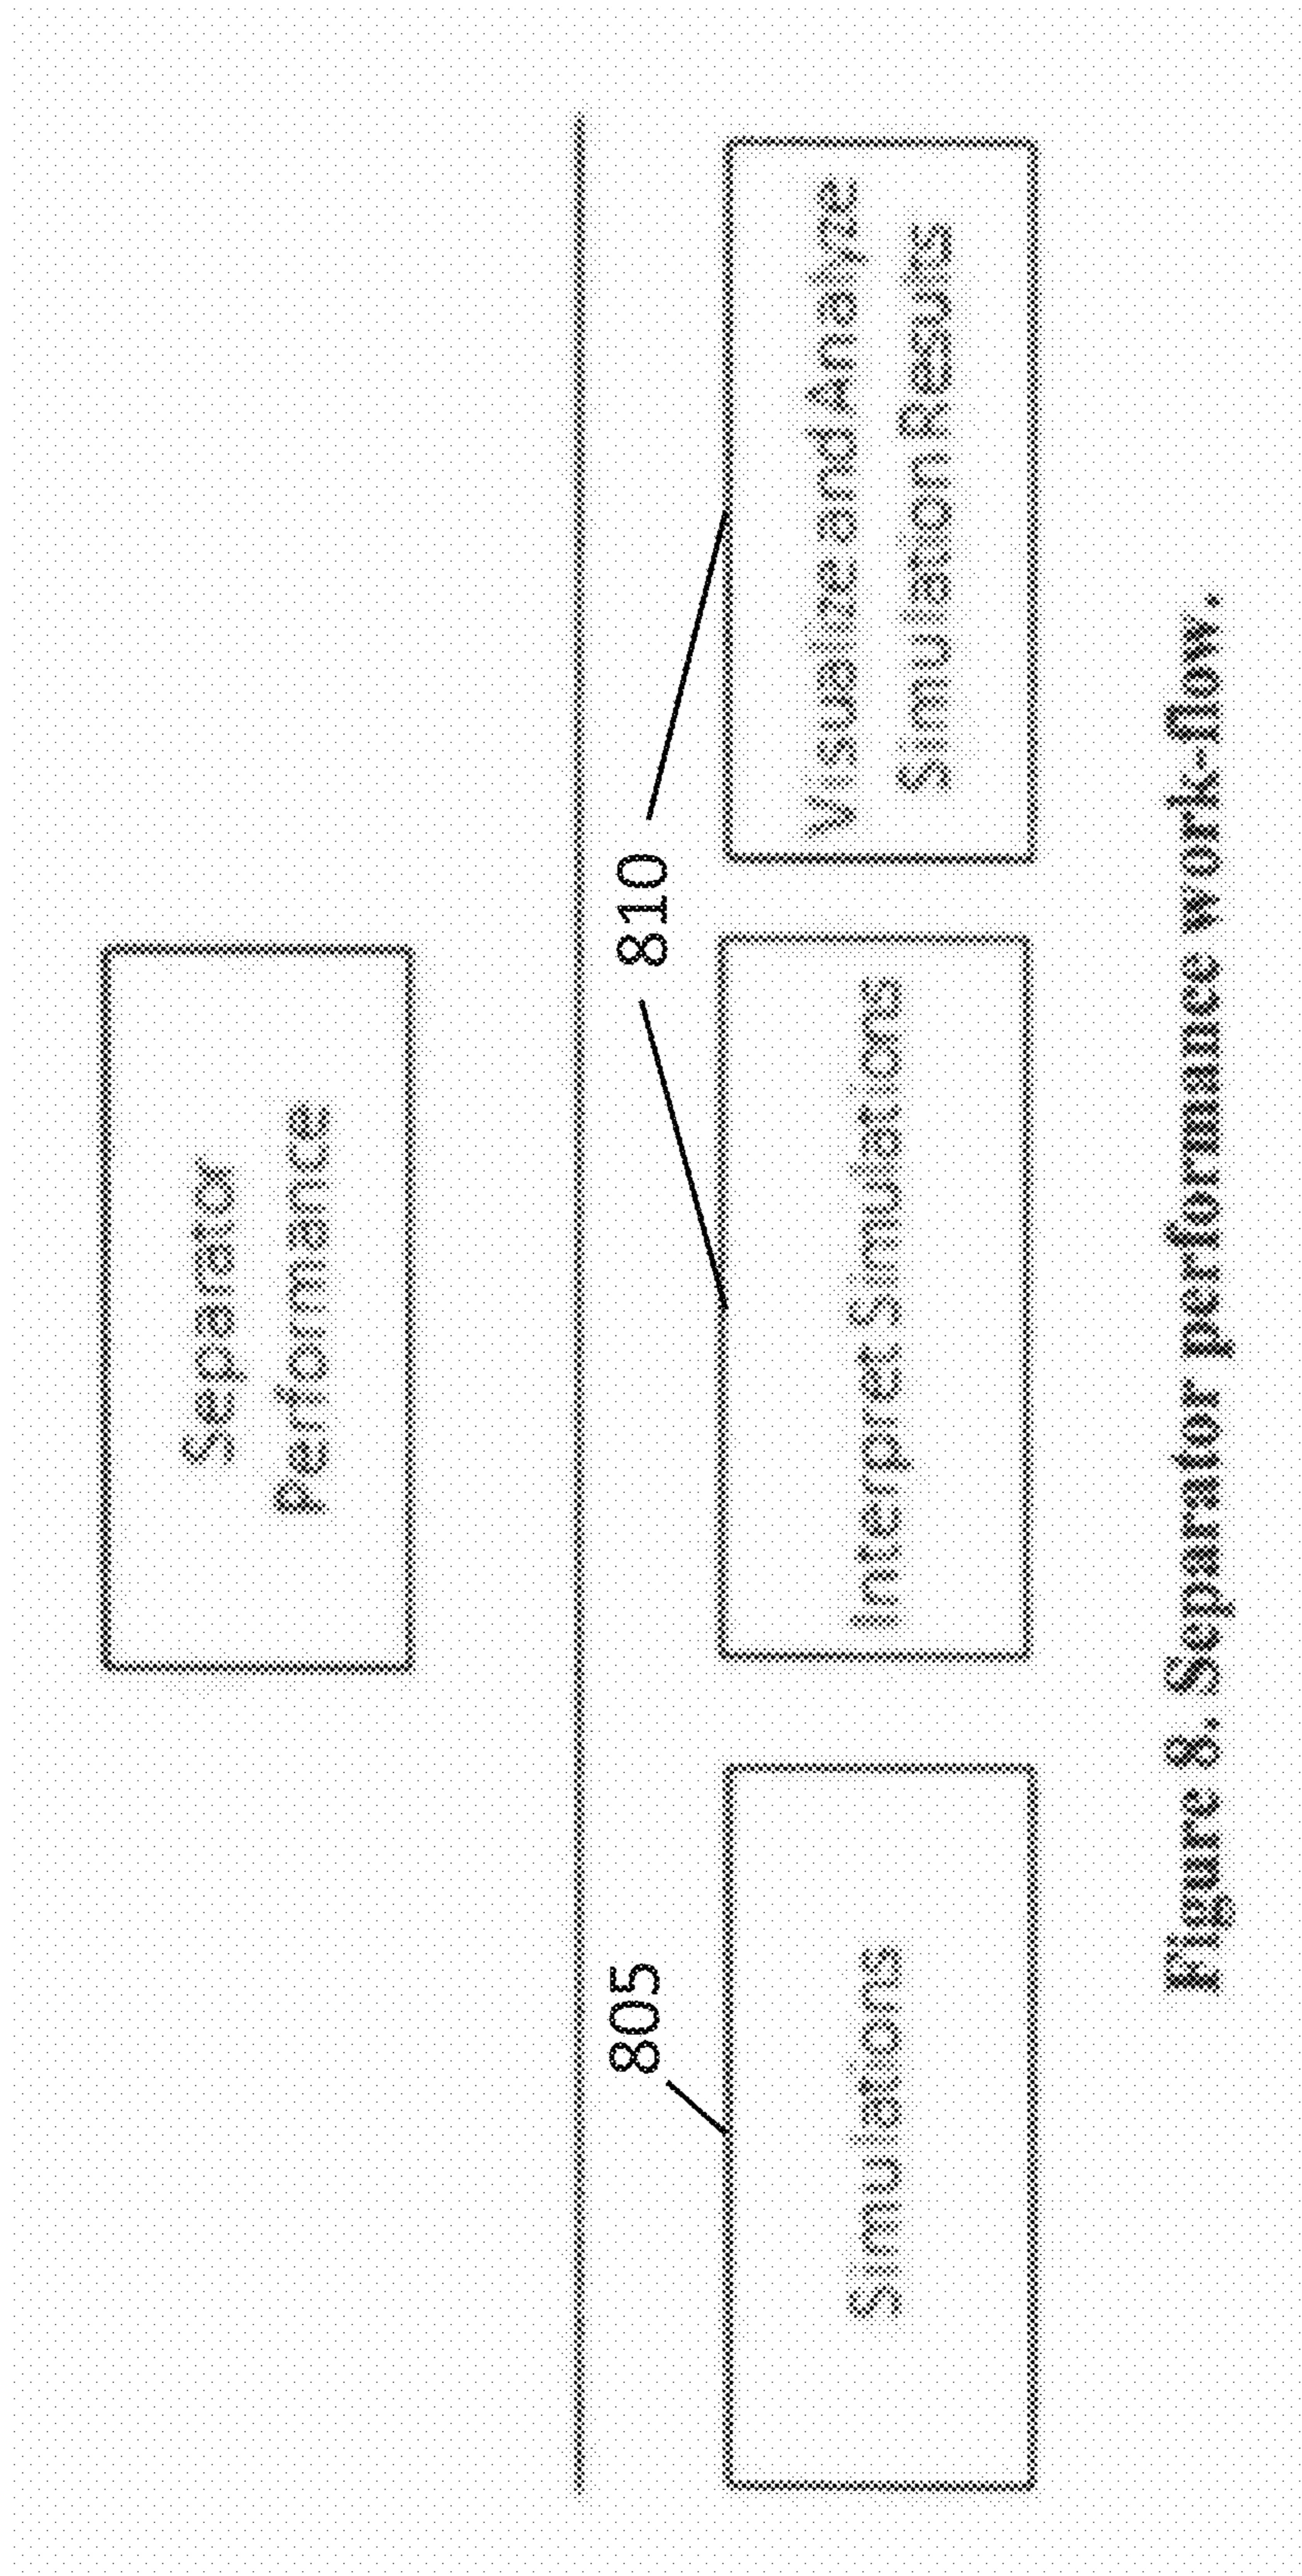 Separator
Performance
805
810
Simulations
Interpret Simulations
Visualize and Analyze
Simulation Results
Figure 8. Separator performance work-flow.